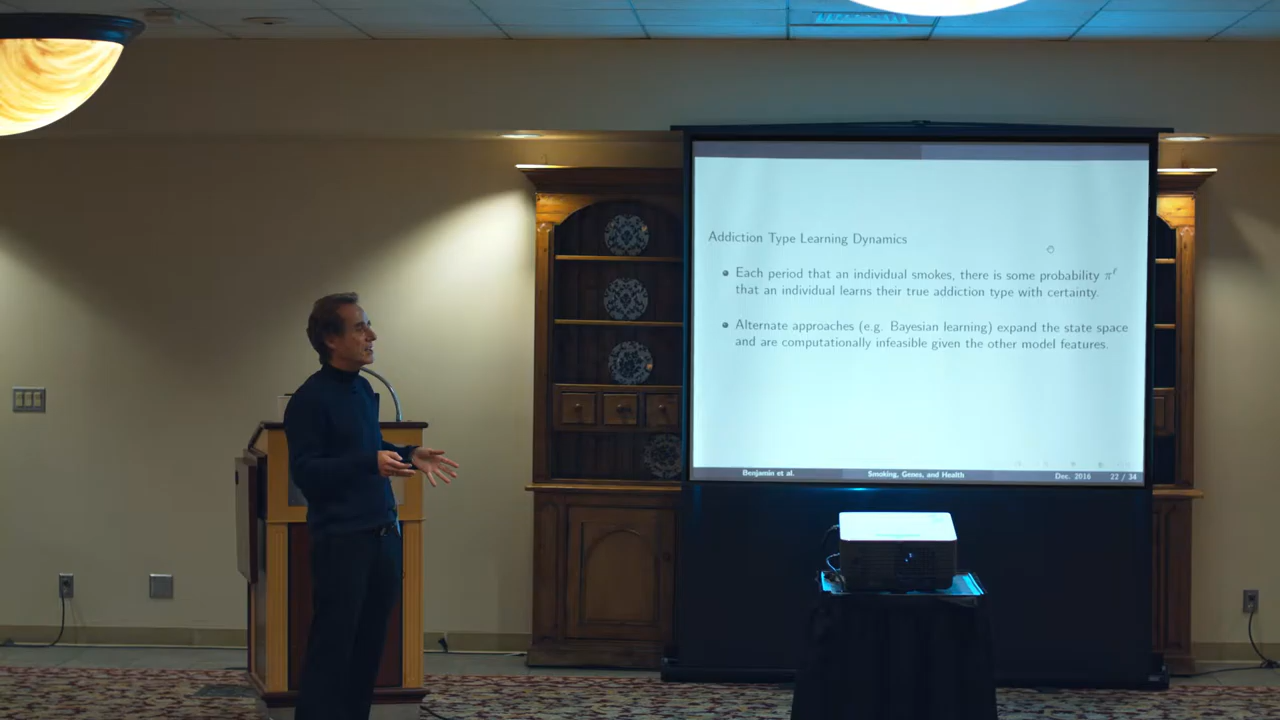 Addiction Type Learning Dynamics
Each period that an individual smokes, there is some probability πℓ
that an individual learns their true addiction type with certainty.
Alternate approaches (e.g. Bayesian learning) expand the state space
and are computationally infeasible given the other model features.
Benjamin et al. Smoking, Genes, and Health Dec. 2016 22 / 34